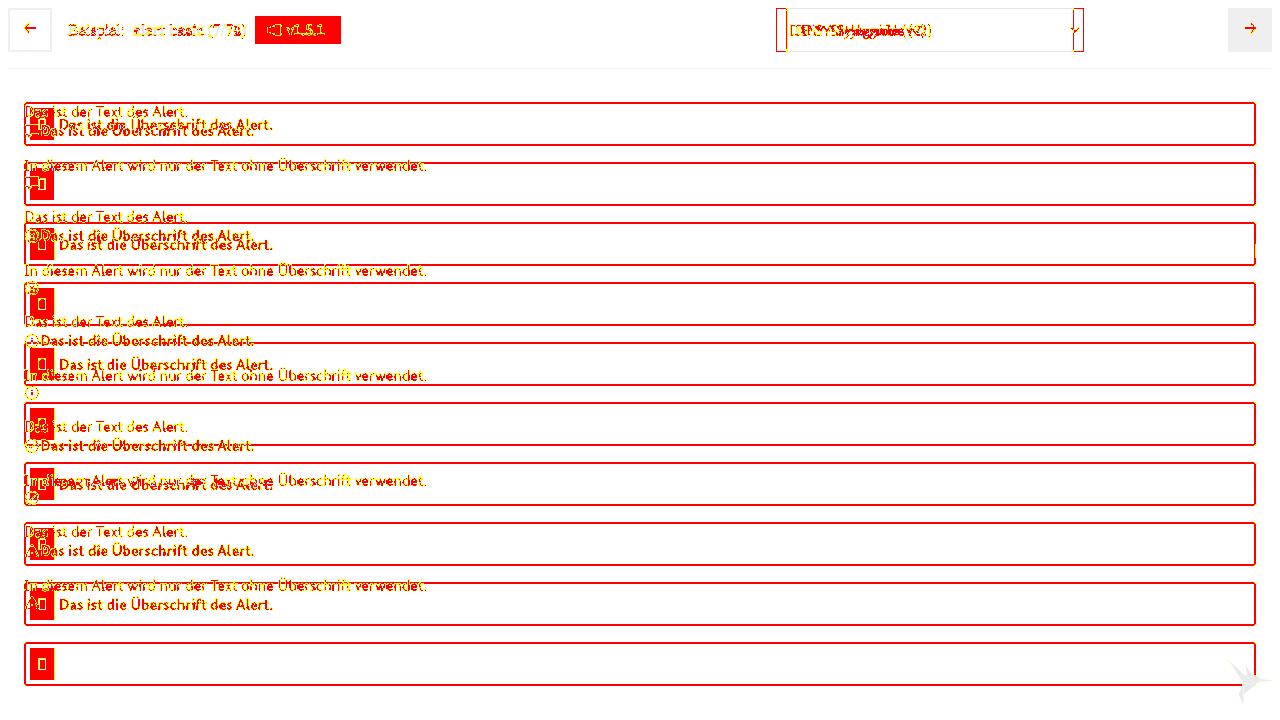 Beispiel: alert basic (7/72) v1.5.1
Das ist der Text des Alert.
Das ist die Überschrift des Alert.
Das ist die Überschrift des Alert.
In diesem Alert wird nur der Text ohne Überschrift verwendet.
Das ist der Text des Alert.
Das ist die Überschrift des Alert.
Das ist die Überschrift des Alert.
In diesem Alert wird nur der Text ohne Überschrift verwendet.
Das ist der Text des Alert.
Das ist die Überschrift des Alert.
Das ist die Überschrift des Alert.
In diesem Alert wird nur der Text ohne Überschrift verwendet.
Das ist der Text des Alert.
Das ist die Überschrift des Alert.
In diesem Alert wird nur der Text ohne Überschrift verwendet.
Das ist die Überschrift des Alert.
Das ist der Text des Alert.
Das ist die Überschrift des Alert.
In diesem Alert wird nur der Text ohne Überschrift verwendet.
Das ist die Überschrift des Alert.